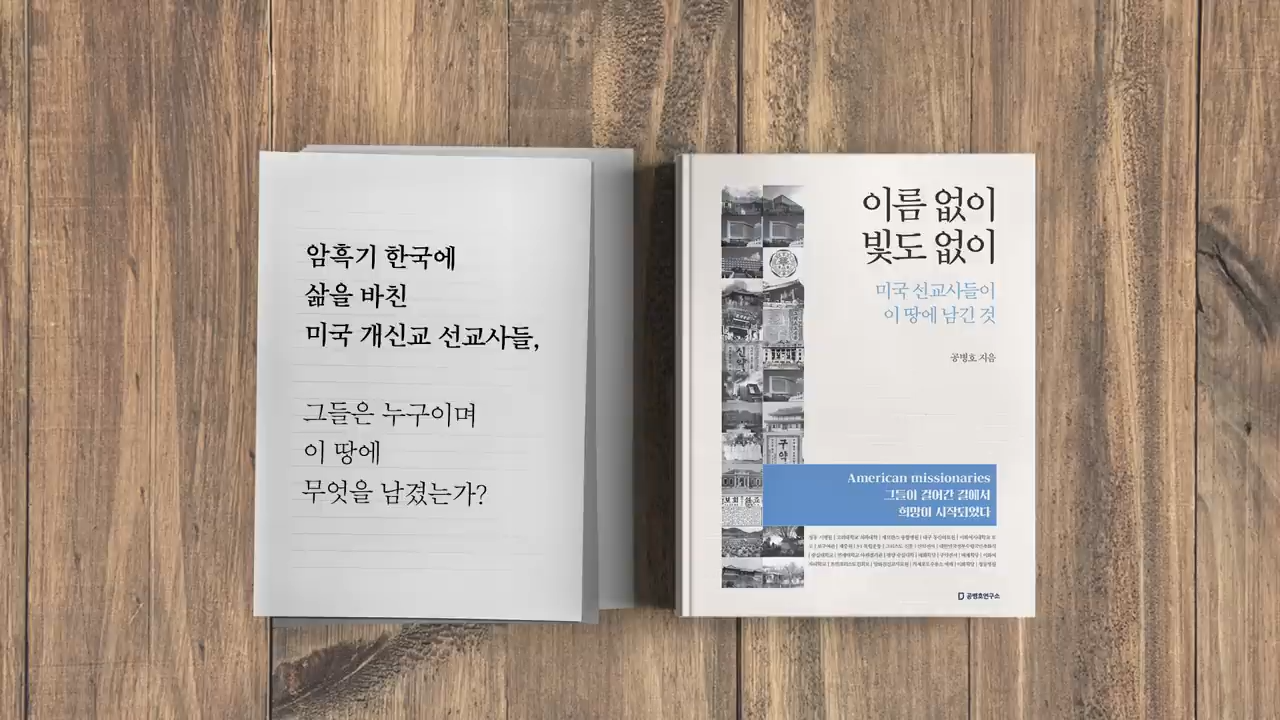 암흑기 한국에
삶을 바친
미국 개신교 선교사들,
그들은 누구이며
이 땅에
무엇을 남겼는가?
이름 없이
빛도 없이
미국 선교사들이
이 땅에 남긴 것
공병호 지음
구약
American missionaries
그들이 걸어간 길에서
희망이 시작되었다
공병호연구소